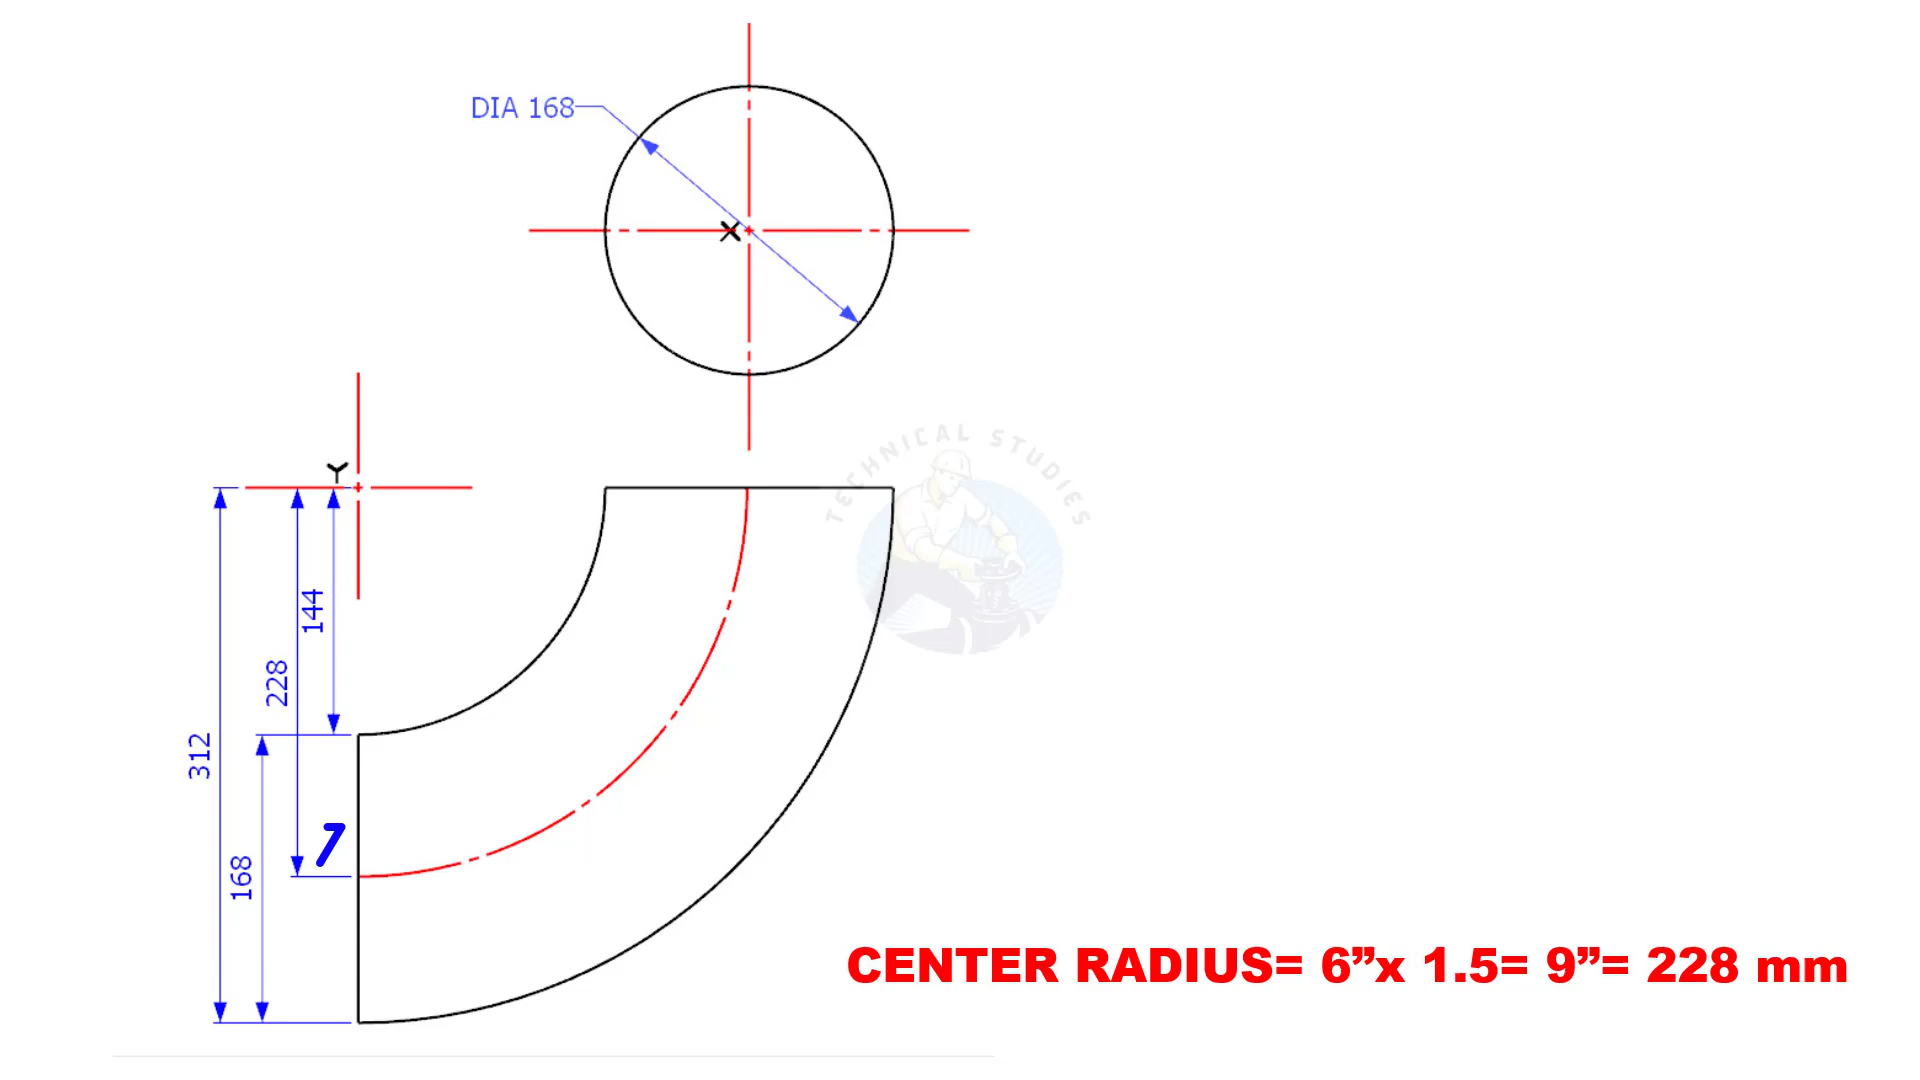 DIA 168
X
TECHNICAL STUDIES
Y
144
228
312
168
1
CENTER RADIUS= 6”x 1.5= 9”= 228 mm